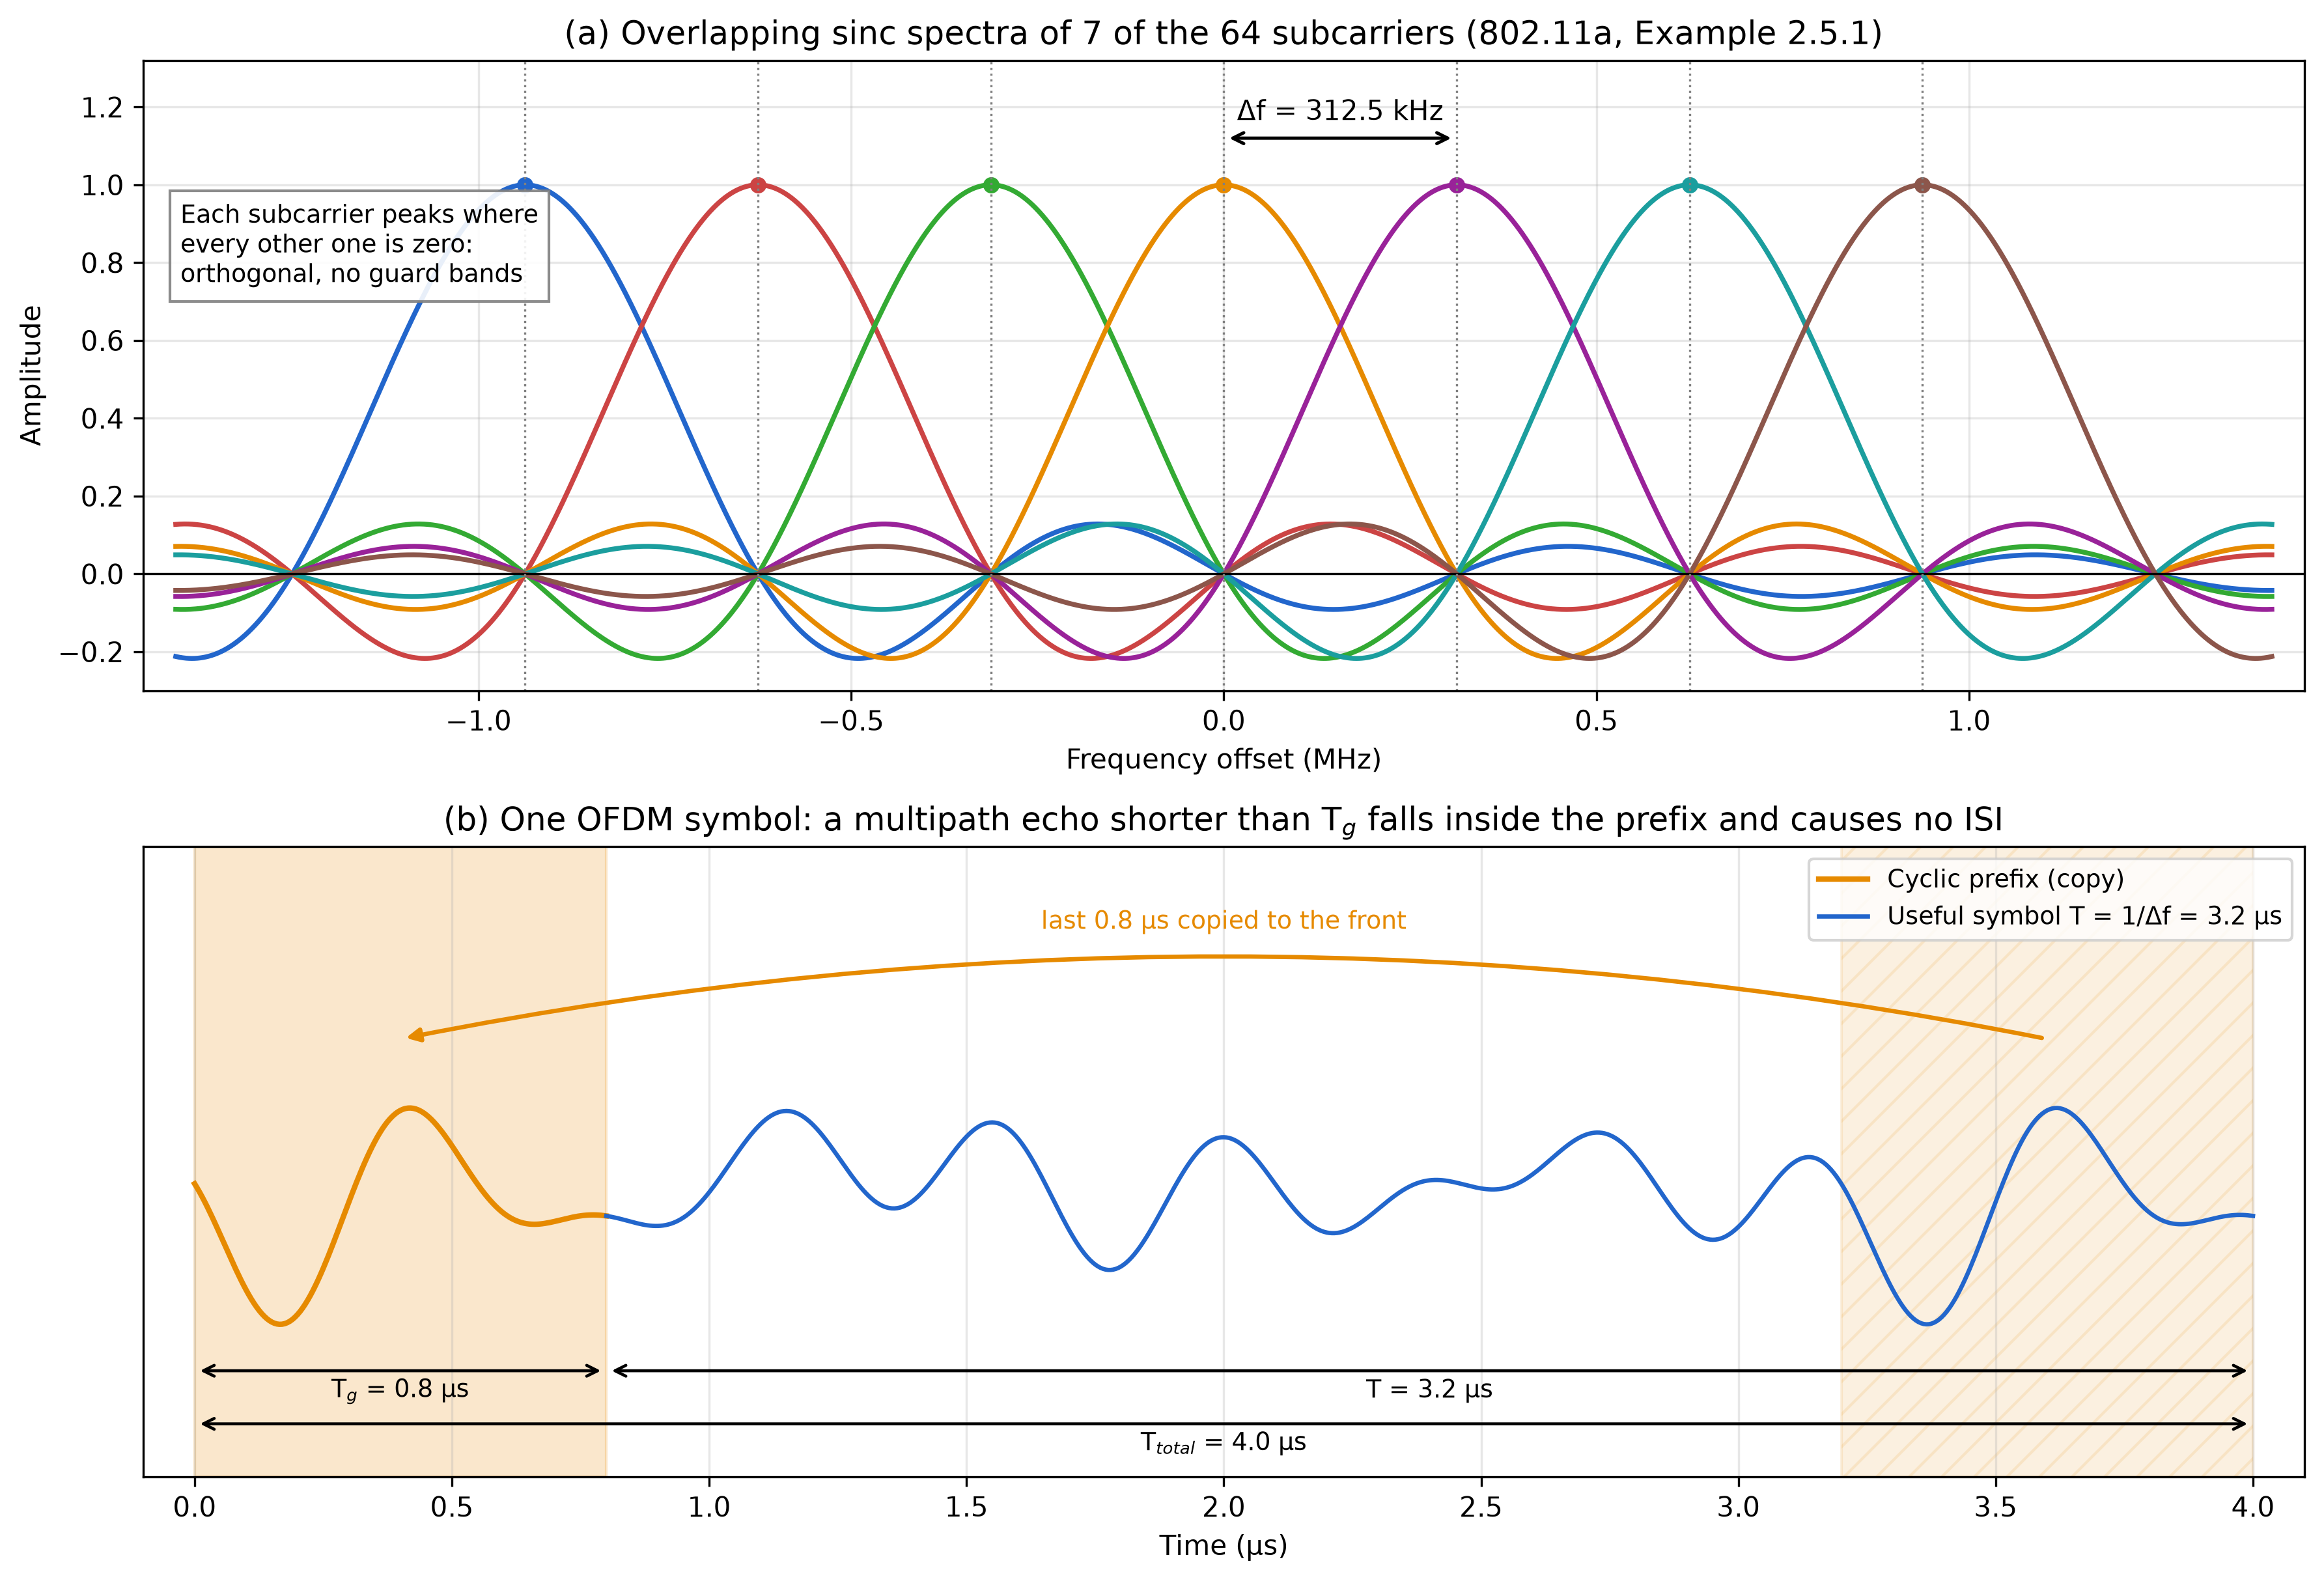 (a) Overlapping sinc spectra of 7 of the 64 subcarriers (802.11a, Example 2.5.1)
Δf = 312.5 kHz
Each subcarrier peaks where
every other one is zero:
orthogonal, no guard bands
Amplitude
1.2
1.0
0.8
0.6
0.4
0.2
0.0
−0.2
−1.0
−0.5
0.0
0.5
1.0
Frequency offset (MHz)
(b) One OFDM symbol: a multipath echo shorter than Tg falls inside the prefix and causes no ISI
Cyclic prefix (copy)
Useful symbol T = 1/Δf = 3.2 µs
last 0.8 µs copied to the front
Tg = 0.8 µs
T = 3.2 µs
Ttotal = 4.0 µs
0.0
0.5
1.0
1.5
2.0
2.5
3.0
3.5
4.0
Time (µs)